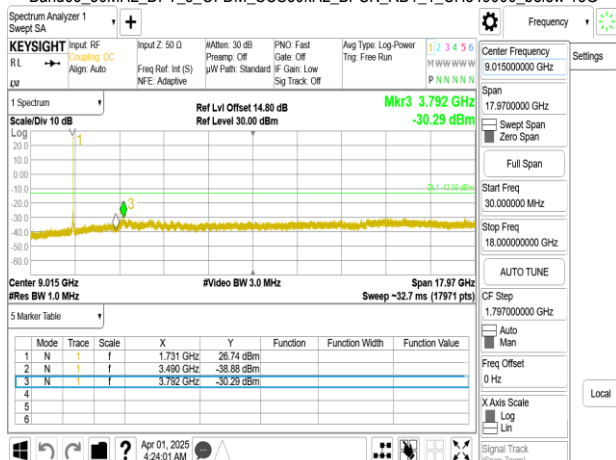 Spectrum Analyzer 1
Swept SA
Frequency
Settings
KEYSIGHT Input: RF
Coupling: DC
Align: Auto
Input Z: 50 Ω
Freq Ref: Int (S)
NFE: Adaptive
#Atten: 30 dB
Preamp: Off
µW Path: Standard
PNO: Fast
Gate: Off
IF Gain: Low
Sig Track: Off
Avg Type: Log-Power
Trig: Free Run
1 2 3 4 5 6
M W W W W W
P N N N N N
RL
LXI
1 Spectrum
Scale/Div 10 dB
Ref Lvl Offset 14.80 dB
Ref Level 30.00 dBm
Mkr3 3.792 GHz
-30.29 dBm
Log
20.0
10.0
0.00
-10.0
-20.0
-30.0
-40.0
-50.0
-60.0
1
3
DL1 -13.00 dBm
Center 9.015 GHz
#Res BW 1.0 MHz
#Video BW 3.0 MHz
Span 17.97 GHz
Sweep ~32.7 ms (17971 pts)
5 Marker Table
Mode Trace Scale X Y Function Function Width Function Value
1 N 1 f 1.731 GHz 26.74 dBm
2 N 1 f 3.490 GHz -38.88 dBm
3 N 1 f 3.792 GHz -30.29 dBm
4
5
6
Apr 01, 2025
4:24:01 AM
Center Frequency
9.015000000 GHz
Span
17.9700000 GHz
Swept Span
Zero Span
Full Span
Start Freq
30.000000 MHz
Stop Freq
18.000000000 GHz
AUTO TUNE
CF Step
1.797000000 GHz
Auto
Man
Freq Offset
0 Hz
X Axis Scale
Log
Lin
Signal Track
Local